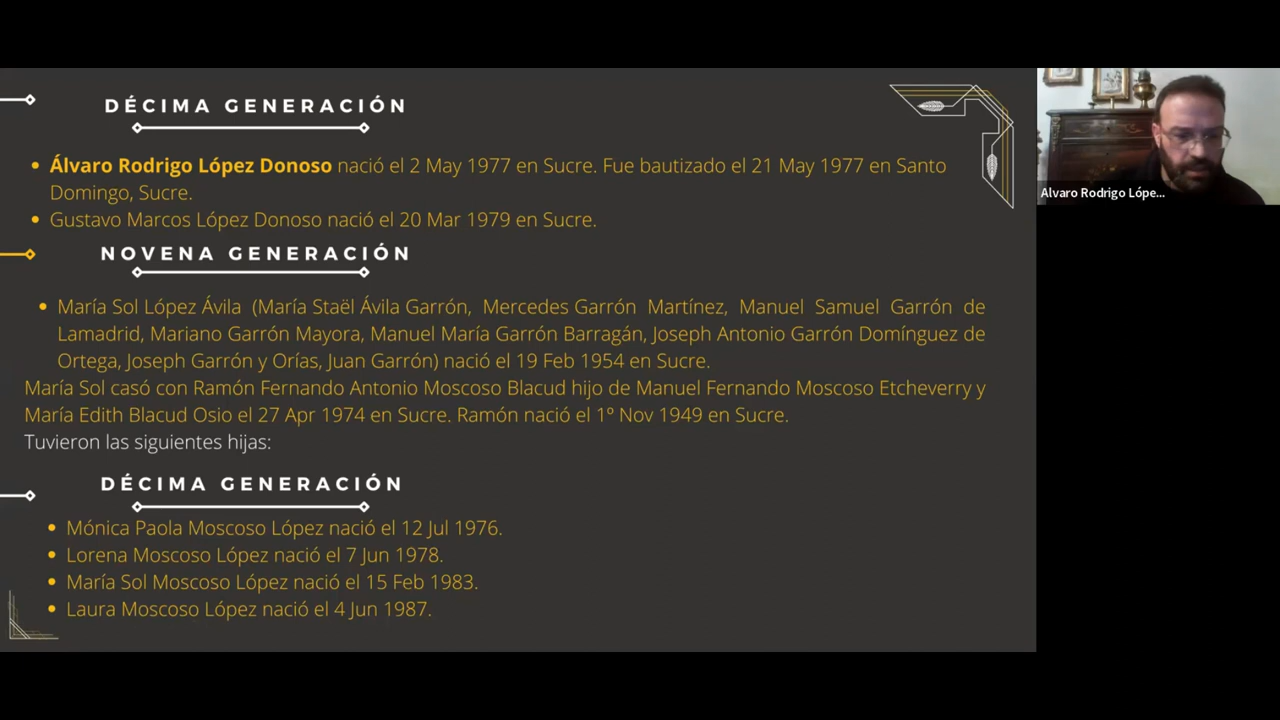 DÉCIMA GENERACIÓN
Álvaro Rodrigo López Donoso nació el 2 May 1977 en Sucre. Fue bautizado el 21 May 1977 en Santo
Domingo, Sucre.
Gustavo Marcos López Donoso nació el 20 Mar 1979 en Sucre.
NOVENA GENERACIÓN
María Sol López Ávila (María Staël Ávila Garrón, Mercedes Garrón Martínez, Manuel Samuel Garrón de
Lamadrid, Mariano Garrón Mayora, Manuel María Garrón Barragán, Joseph Antonio Garrón Domínguez de
Ortega, Joseph Garrón y Orías, Juan Garrón) nació el 19 Feb 1954 en Sucre.
María Sol casó con Ramón Fernando Antonio Moscoso Blacud hijo de Manuel Fernando Moscoso Etcheverry y
María Edith Blacud Osio el 27 Apr 1974 en Sucre. Ramón nació el 1º Nov 1949 en Sucre.
Tuvieron las siguientes hijas:
DÉCIMA GENERACIÓN
Mónica Paola Moscoso López nació el 12 Jul 1976.
Lorena Moscoso López nació el 7 Jun 1978.
María Sol Moscoso López nació el 15 Feb 1983.
Laura Moscoso López nació el 4 Jun 1987.
Alvaro Rodrigo Lópe...